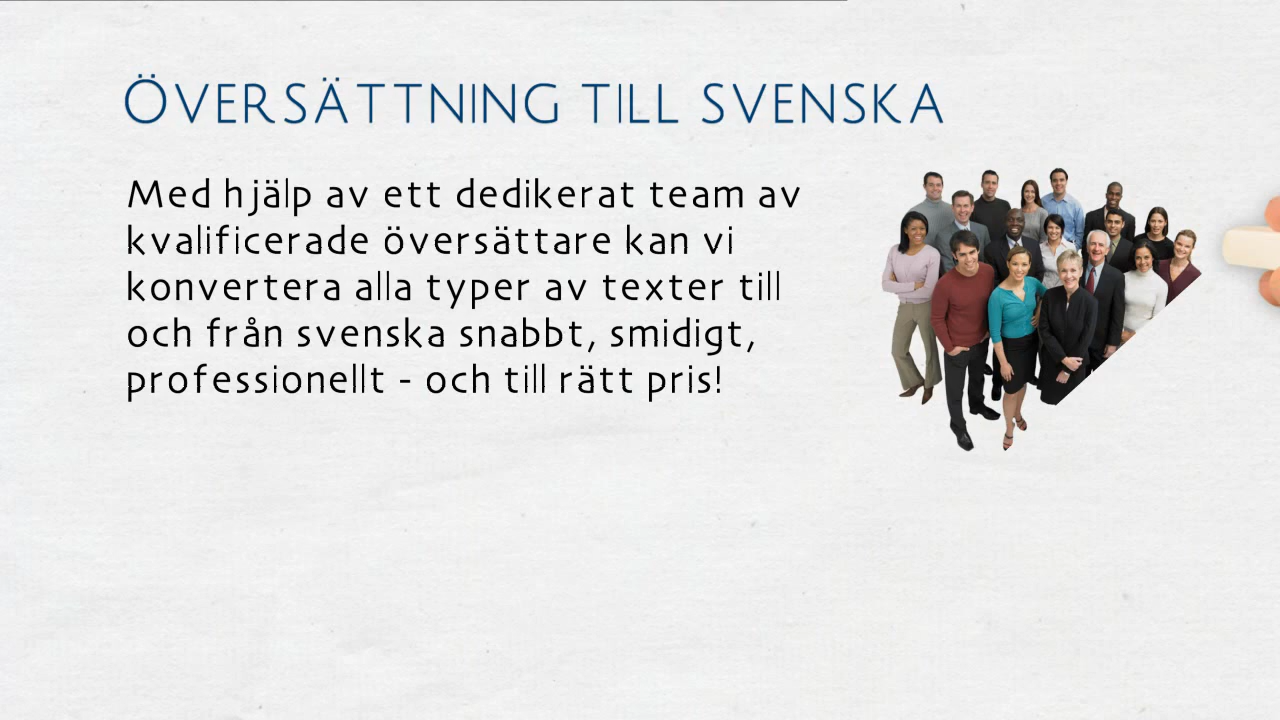 Översättning till svenska
Med hjälp av ett dedikerat team av
kvalificerade översättare kan vi
konvertera alla typer av texter till
och från svenska snabbt, smidigt,
professionellt - och till rätt pris!